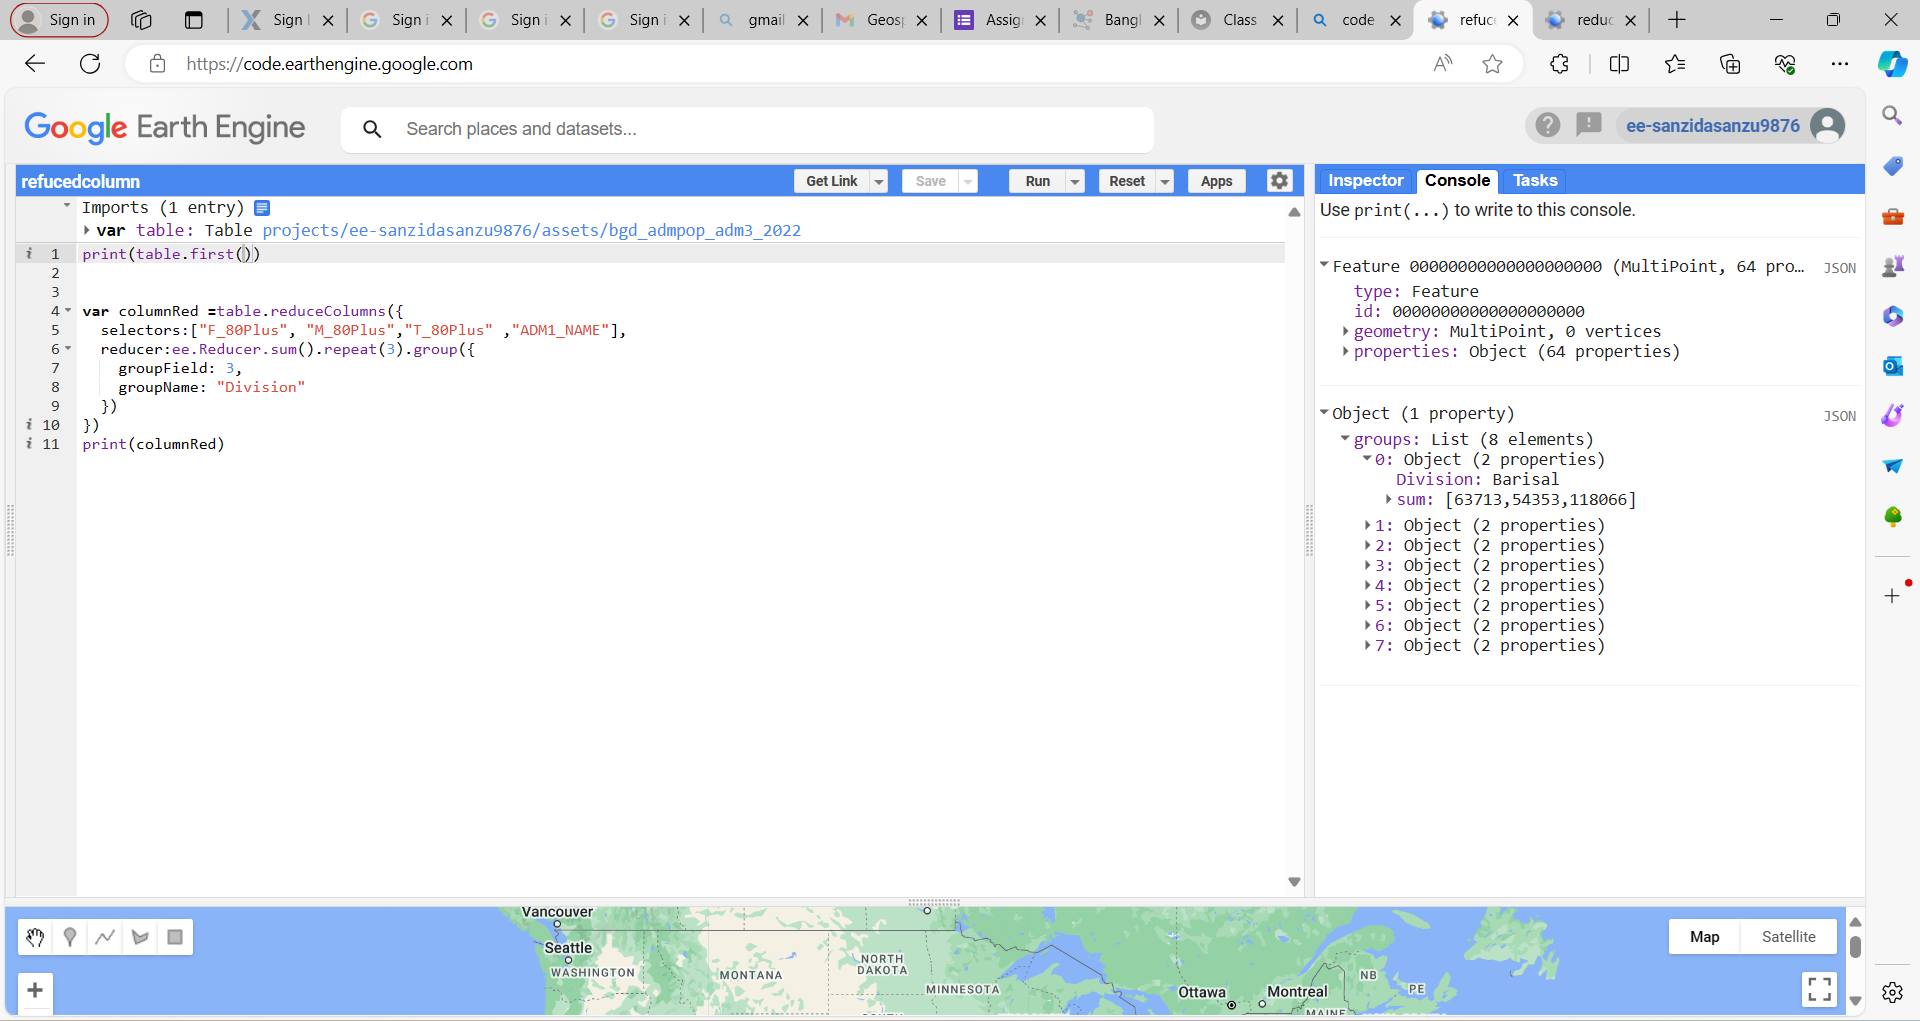 Sign in
Sign i
Sign i
Sign i
Sign i
gmail
Geosp
Assig
Bangl
Class
code
refuc
reduc
https://code.earthengine.google.com
Google Earth Engine
Search places and datasets...
ee-sanzidasanzu9876
refucedcolumn
Get Link
Save
Run
Reset
Apps
Inspector
Console
Tasks
Imports (1 entry)
var table: Table projects/ee-sanzidasanzu9876/assets/bgd_admpop_adm3_2022
1 print(table.first())
2
3
4 var columnRed =table.reduceColumns({
5 selectors:["F_80Plus", "M_80Plus","T_80Plus" ,"ADM1_NAME"],
6 reducer:ee.Reducer.sum().repeat(3).group({
7 groupField: 3,
8 groupName: "Division"
9 })
10 })
11 print(columnRed)
Use print(...) to write to this console.
Feature 00000000000000000000 (MultiPoint, 64 pro... JSON
type: Feature
id: 00000000000000000000
geometry: MultiPoint, 0 vertices
properties: Object (64 properties)
Object (1 property) JSON
groups: List (8 elements)
0: Object (2 properties)
Division: Barisal
sum: [63713,54353,118066]
1: Object (2 properties)
2: Object (2 properties)
3: Object (2 properties)
4: Object (2 properties)
5: Object (2 properties)
6: Object (2 properties)
7: Object (2 properties)
Vancouver
Seattle
WASHINGTON
MONTANA
NORTH
DAKOTA
MINNESOTA
Ottawa
Montreal
NB
PE
MAINE
Map
Satellite